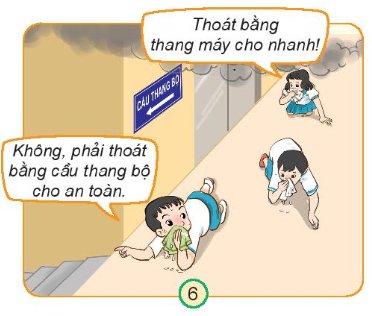 Thoát bằng
thang máy cho nhanh!
CẦU THANG BỘ
Không, phải thoát
bằng cầu thang bộ
cho an toàn.
6